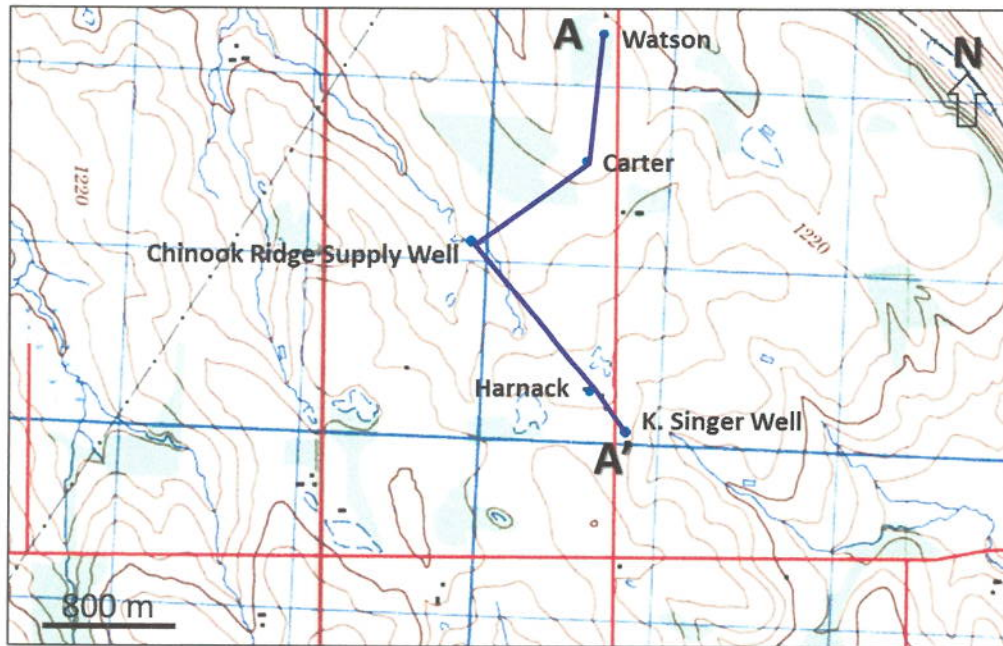 A
Watson
N
Carter
1220
1220
Chinook Ridge Supply Well
Harnack
K. Singer Well
A'
800 m